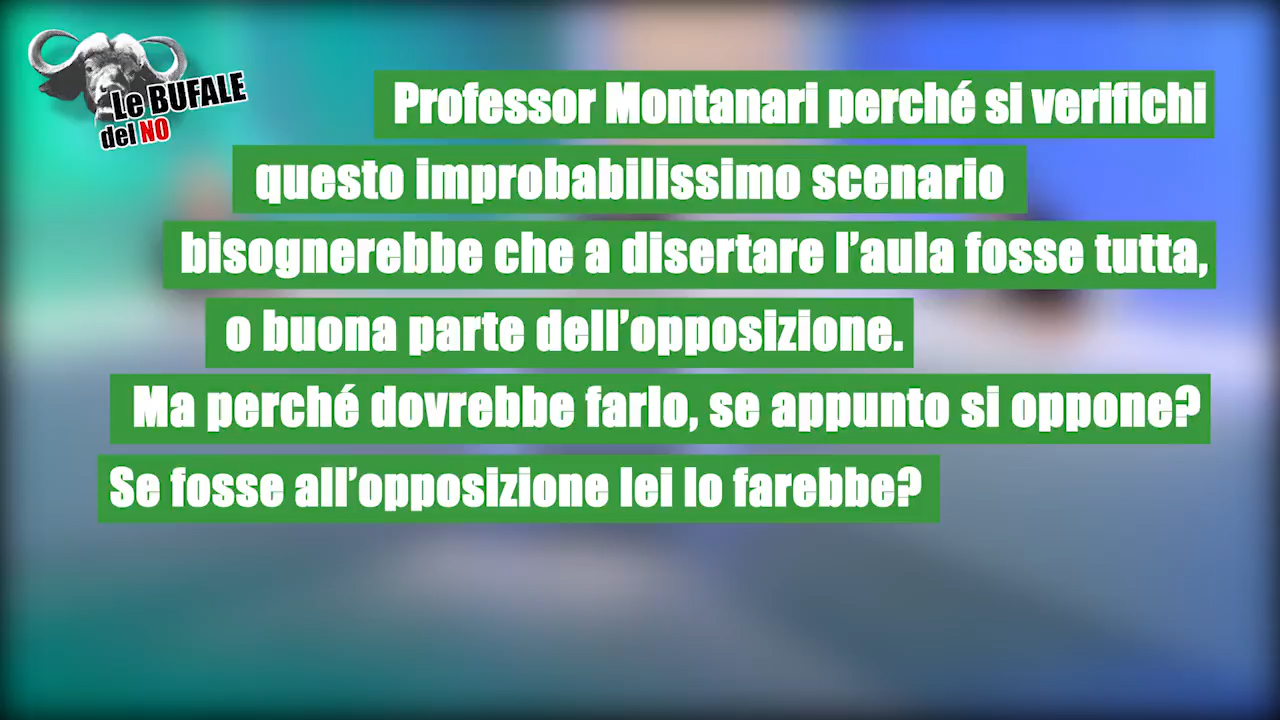 Le BUFALE
del NO
Professor Montanari perché si verifichi
questo improbabilissimo scenario
bisognerebbe che a disertare l’aula fosse tutta,
o buona parte dell’opposizione.
Ma perché dovrebbe farlo, se appunto si oppone?
Se fosse all’opposizione lei lo farebbe?